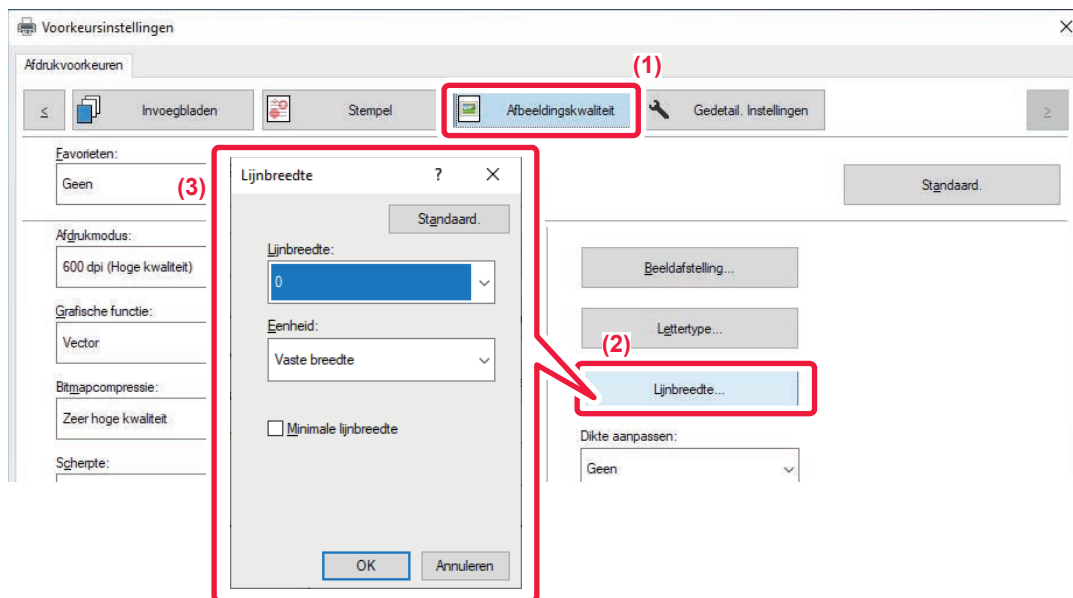 Voorkeursinstellingen
Afdrukvoorkeuren
(1)
≤ Invoegbladen Stempel Afbeeldingskwaliteit Gedetail. Instellingen ≥
Favorieten:
Geen
Standaard.
(3)
Lijnbreedte ?
Standaard.
Lijnbreedte:
0
Eenheid:
Vaste breedte
Minimale lijnbreedte
OK Annuleren
Afdrukmodus:
600 dpi (Hoge kwaliteit)
Grafische functie:
Vector
Bitmapcompressie:
Zeer hoge kwaliteit
Scherpte:
Beeldafstelling...
Lettertype...
(2)
Lijnbreedte...
Dikte aanpassen:
Geen